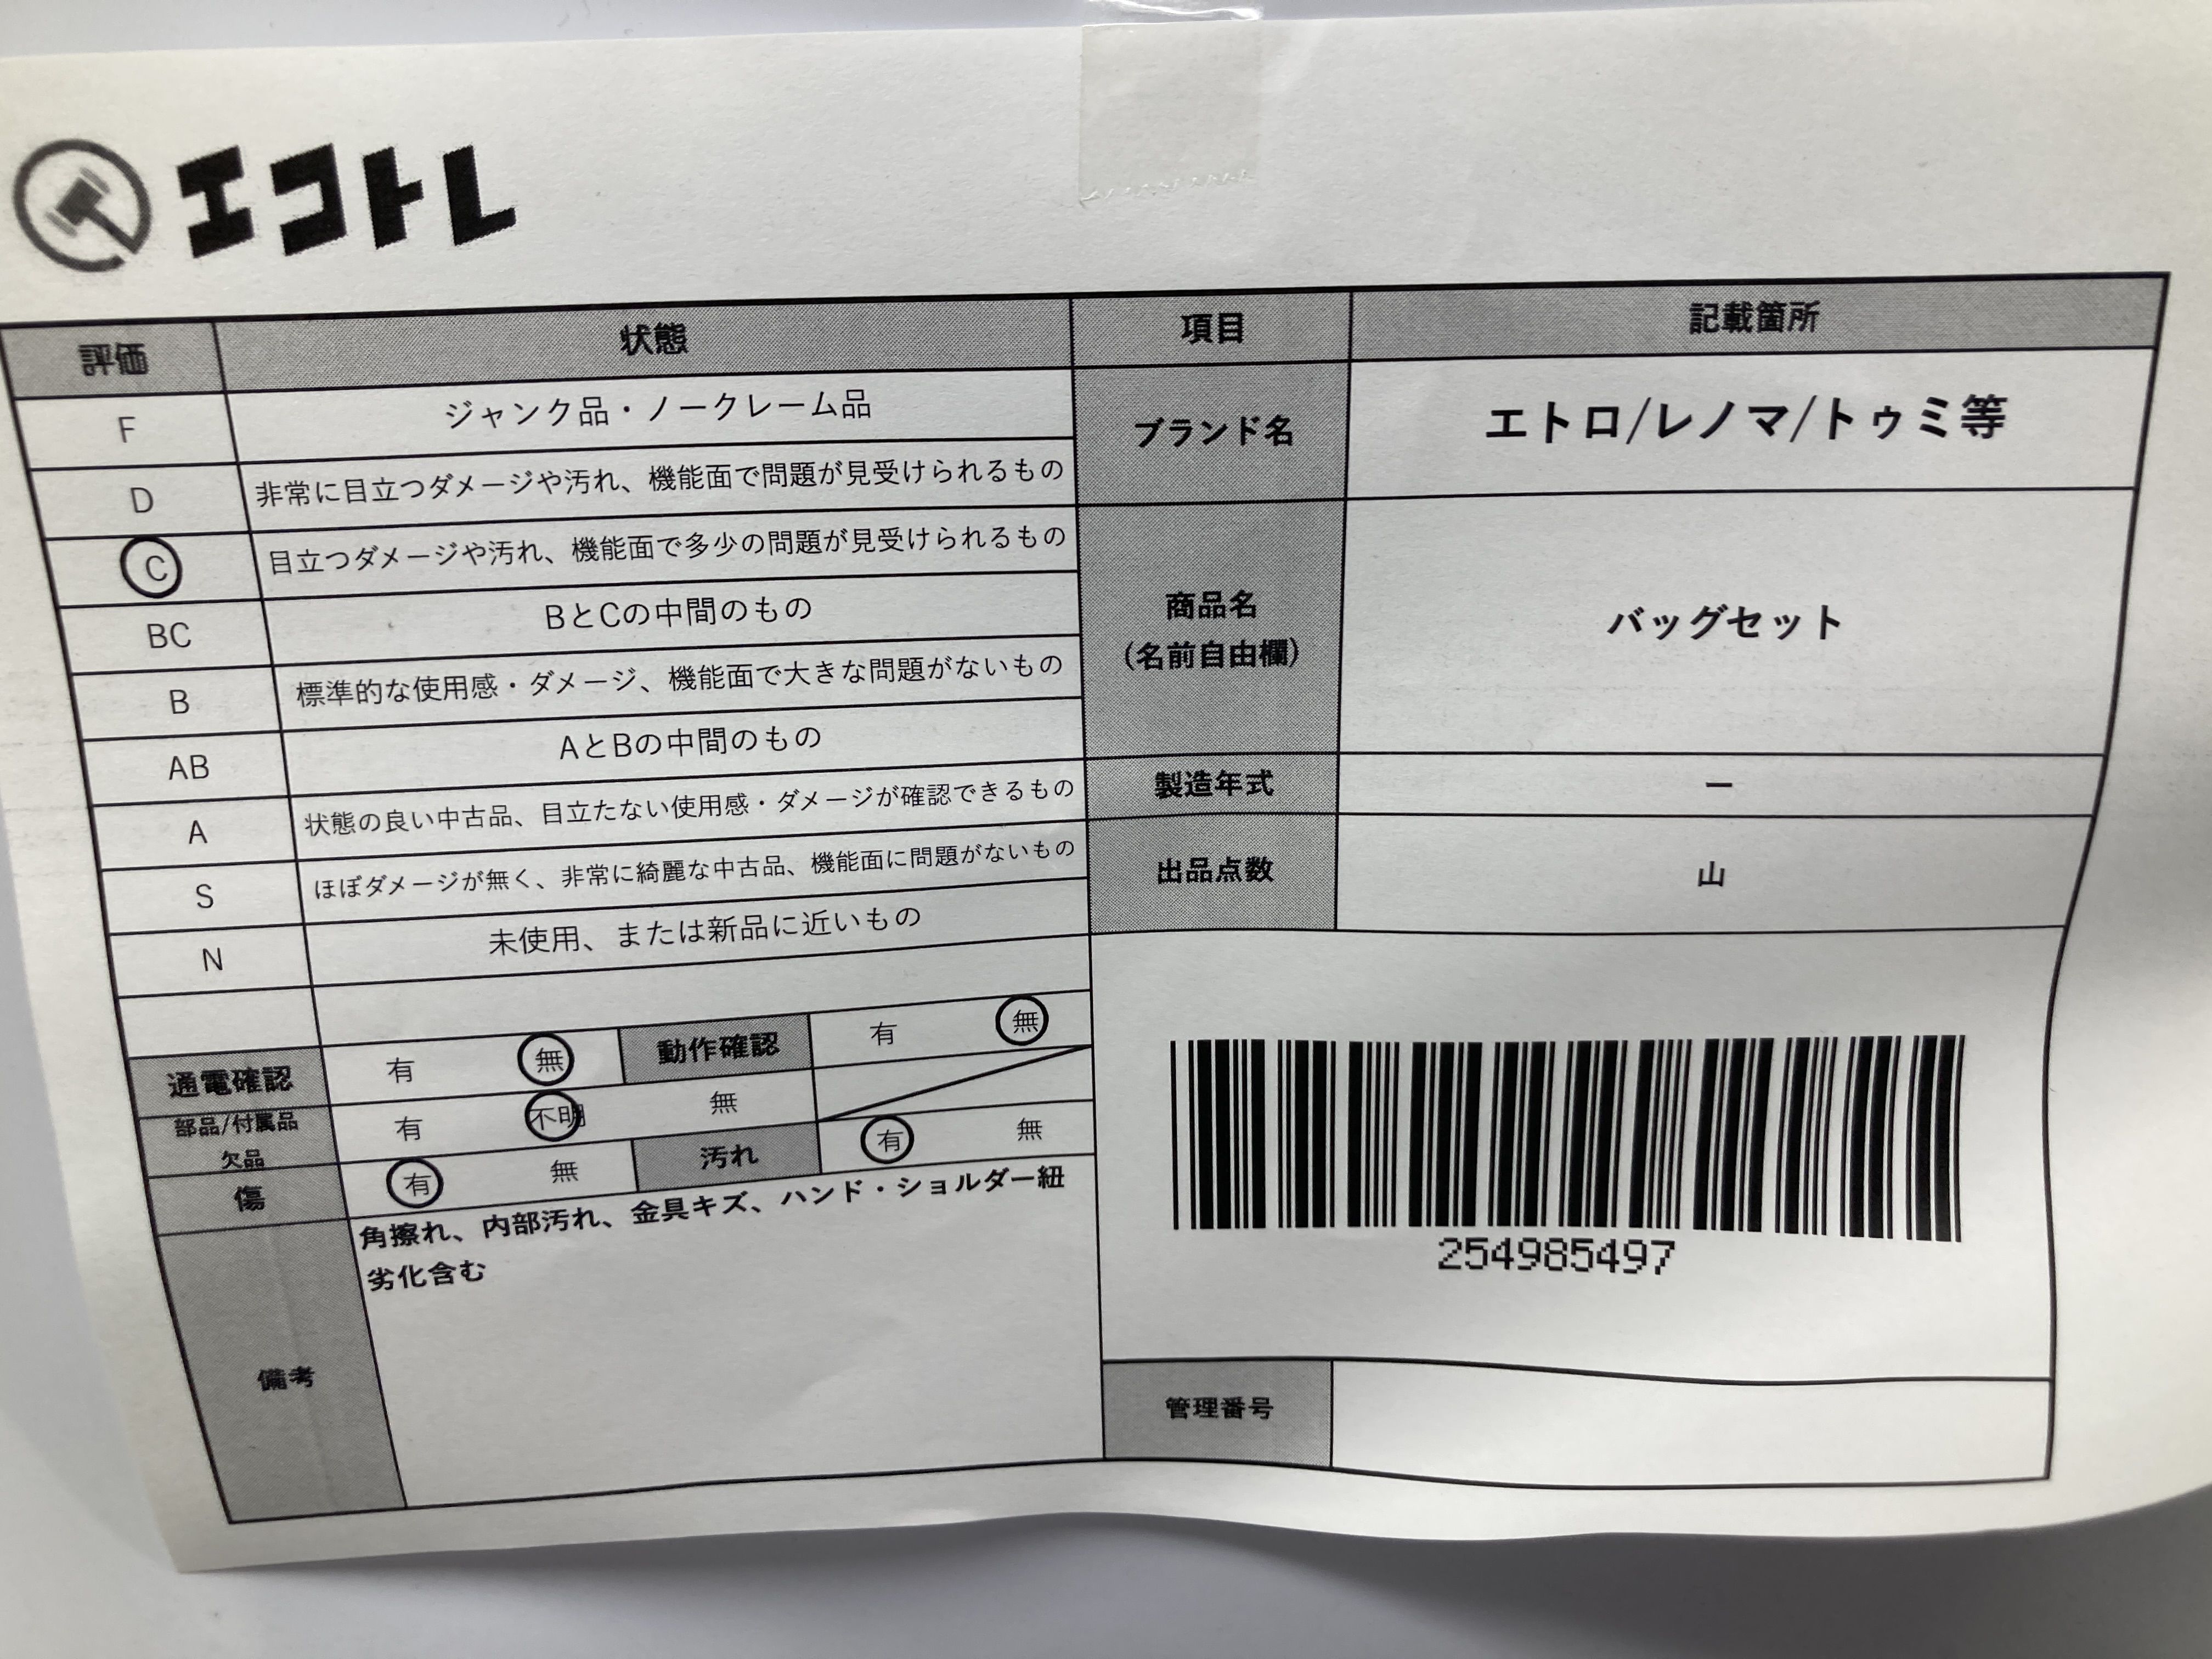 エコトレ
評価 状態 項目 記載箇所
F ジャンク品・ノークレーム品
D 非常に目立つダメージや汚れ、機能面で問題が見受けられるもの
C 目立つダメージや汚れ、機能面で多少の問題が見受けられるもの
BC BとCの中間のもの
B 標準的な使用感・ダメージ、機能面で大きな問題がないもの
AB AとBの中間のもの
A 状態の良い中古品、目立たない使用感・ダメージが確認できるもの
S ほぼダメージが無く、非常に綺麗な中古品、機能面に問題がないもの
N 未使用、または新品に近いもの
通電確認 有 無 動作確認 有 無
部品/付属品
欠品 有 不明 無
傷 有 無 汚れ 有 無
備考 角擦れ、内部汚れ、金具キズ、ハンド・ショルダー紐
劣化含む
ブランド名 エトロ/レノマ/トゥミ等
商品名
(名前自由欄) バッグセット
製造年式 ー
出品点数 山
254985497
管理番号